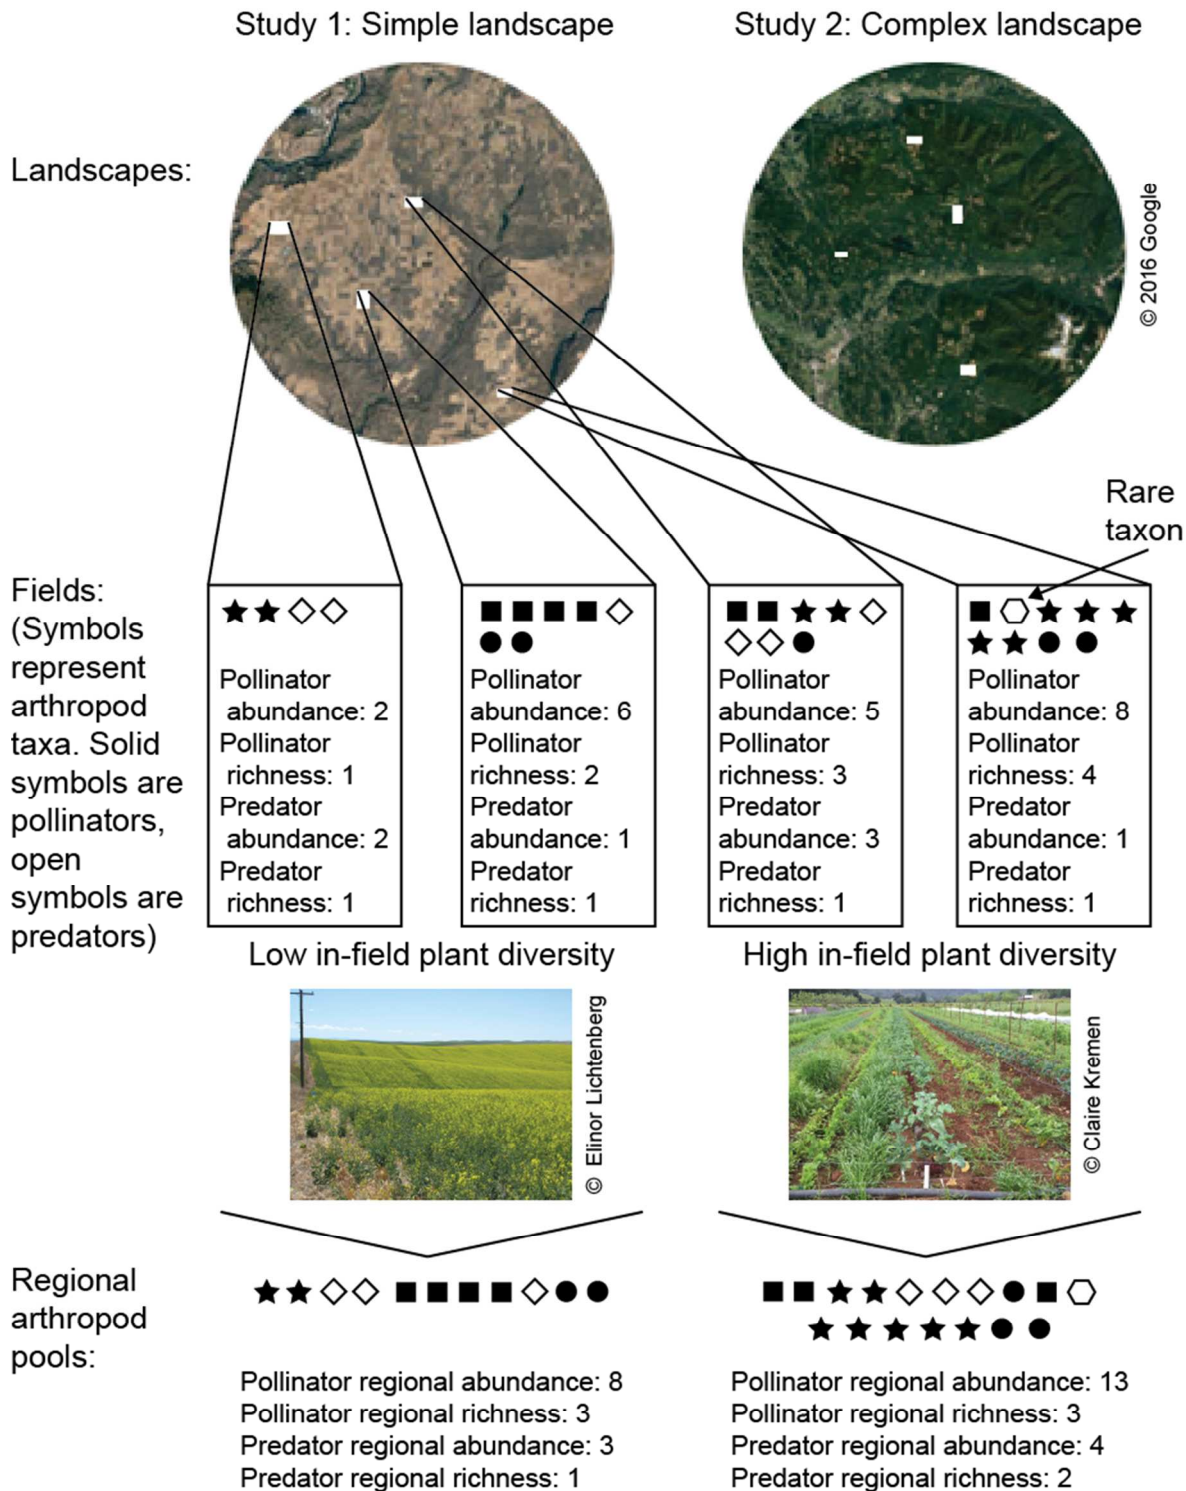 Study 1: Simple landscape
Study 2: Complex landscape
Landscapes:
© 2016 Google
Rare
taxon
Fields:
(Symbols
represent
arthropod
taxa. Solid
symbols are
pollinators,
open
symbols are
predators)
Pollinator
abundance: 2
Pollinator
richness: 1
Predator
abundance: 2
Predator
richness: 1
Pollinator
abundance: 6
Pollinator
richness: 2
Predator
abundance: 1
Predator
richness: 1
Pollinator
abundance: 5
Pollinator
richness: 3
Predator
abundance: 3
Predator
richness: 1
Pollinator
abundance: 8
Pollinator
richness: 4
Predator
abundance: 1
Predator
richness: 1
Low in-field plant diversity
High in-field plant diversity
© Elinor Lichtenberg
© Claire Kremen
Regional
arthropod
pools:
Pollinator regional abundance: 8
Pollinator regional richness: 3
Predator regional abundance: 3
Predator regional richness: 1
Pollinator regional abundance: 13
Pollinator regional richness: 3
Predator regional abundance: 4
Predator regional richness: 2